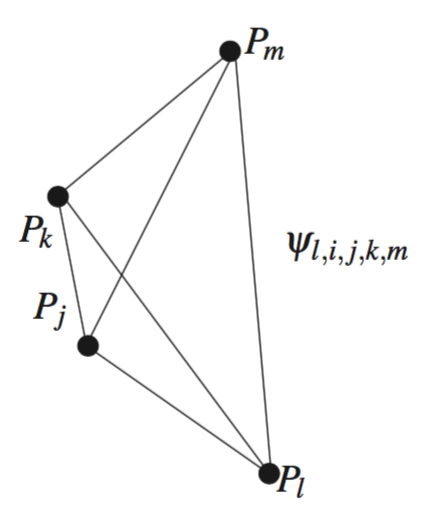 P_m
P_k
ψ_{l,i,j,k,m}
P_j
P_l